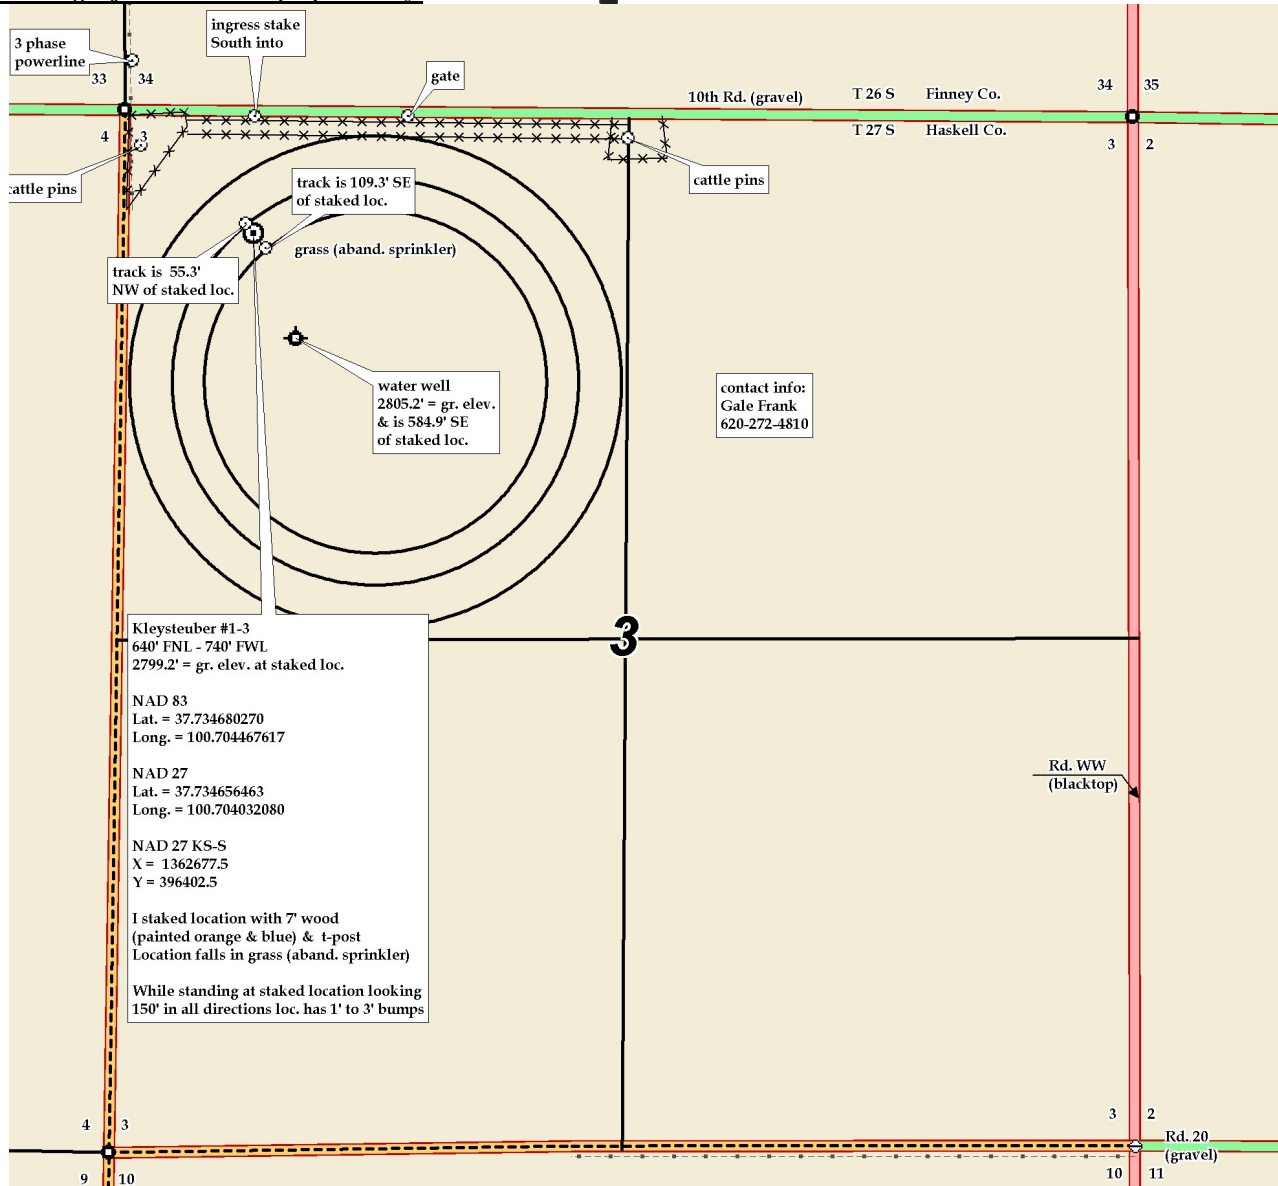 ingress stake
South into
3 phase
powerline
33
34
gate
34
35
10th Rd. (gravel)
T 26 S
Finney Co.
T 27 S
Haskell Co.
4
3
3
2
cattle pins
cattle pins
track is 109.3' SE
of staked loc.
grass (aband. sprinkler)
track is 55.3'
NW of staked loc.
water well
2805.2' = gr. elev.
& is 584.9' SE
of staked loc.
contact info:
Gale Frank
620-272-4810
3
Kleysteuber #1-3
640' FNL - 740' FWL
2799.2' = gr. elev. at staked loc.
NAD 83
Lat. = 37.734680270
Long. = 100.704467617
NAD 27
Lat. = 37.734656463
Long. = 100.704032080
NAD 27 KS-S
X = 1362677.5
Y = 396402.5
I staked location with 7' wood
(painted orange & blue) & t-post
Location falls in grass (aband. sprinkler)
While standing at staked location looking
150' in all directions loc. has 1' to 3' bumps
Rd. WW
(blacktop)
4
3
3
2
Rd. 20
(gravel)
9
10
10
11